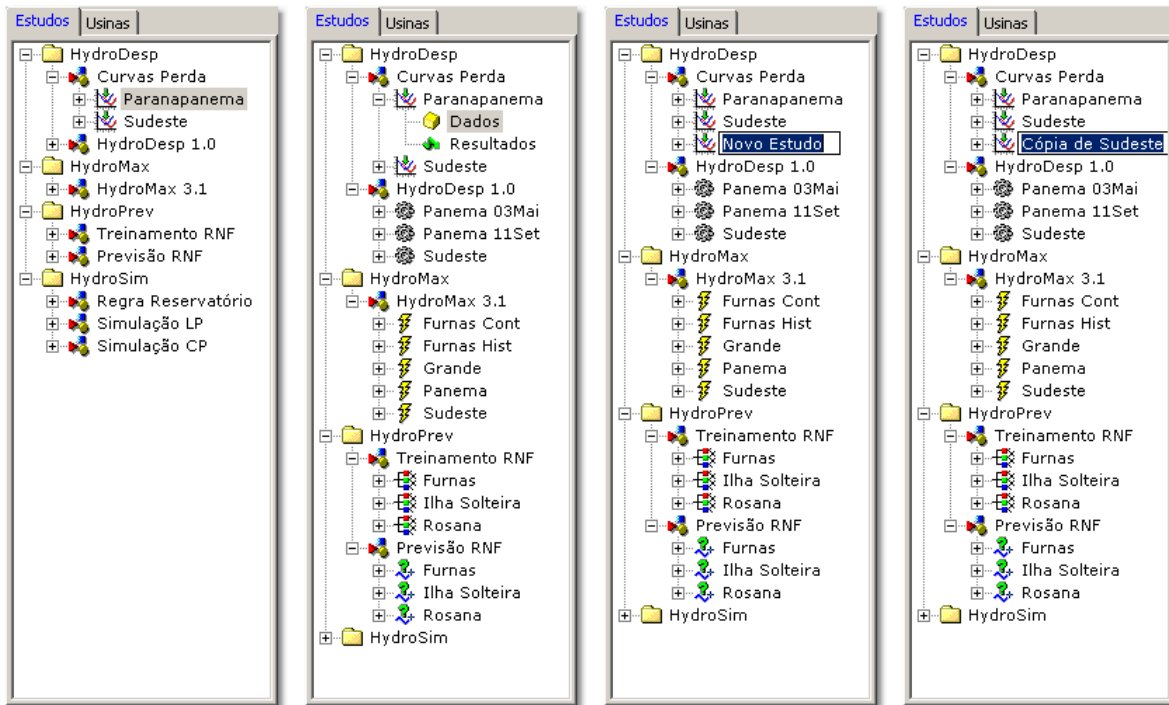 Estudos Usinas
HydroDesp
Curvas Perda
Paranapanema
Sudeste
HydroDesp 1.0
HydroMax
HydroMax 3.1
HydroPrev
Treinamento RNF
Previsão RNF
HydroSim
Regra Reservatório
Simulação LP
Simulação CP
Estudos Usinas
HydroDesp
Curvas Perda
Paranapanema
Dados
Resultados
Sudeste
HydroDesp 1.0
Panema 03Mai
Panema 11Set
Sudeste
HydroMax
HydroMax 3.1
Furnas Cont
Furnas Hist
Grande
Panema
Sudeste
HydroPrev
Treinamento RNF
Furnas
Ilha Solteira
Rosana
Previsão RNF
Furnas
Ilha Solteira
Rosana
HydroSim
Estudos Usinas
HydroDesp
Curvas Perda
Paranapanema
Sudeste
Novo Estudo
HydroDesp 1.0
Panema 03Mai
Panema 11Set
Sudeste
HydroMax
HydroMax 3.1
Furnas Cont
Furnas Hist
Grande
Panema
Sudeste
HydroPrev
Treinamento RNF
Furnas
Ilha Solteira
Rosana
Previsão RNF
Furnas
Ilha Solteira
Rosana
HydroSim
Estudos Usinas
HydroDesp
Curvas Perda
Paranapanema
Sudeste
Cópia de Sudeste
HydroDesp 1.0
Panema 03Mai
Panema 11Set
Sudeste
HydroMax
HydroMax 3.1
Furnas Cont
Furnas Hist
Grande
Panema
Sudeste
HydroPrev
Treinamento RNF
Furnas
Ilha Solteira
Rosana
Previsão RNF
Furnas
Ilha Solteira
Rosana
HydroSim